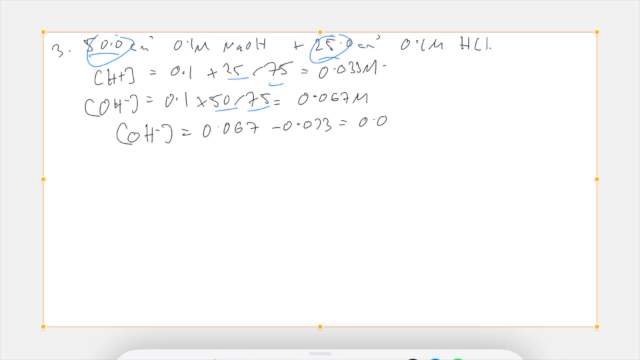 3. 50.0 cm³ 0.1M NaOH + 25.0 cm³ 0.1M HCl.
[H+] = 0.1 × 25/75 = 0.033M.
[OH-] = 0.1 × 50/75 = 0.067M
[OH-] = 0.067 - 0.033 = 0.0